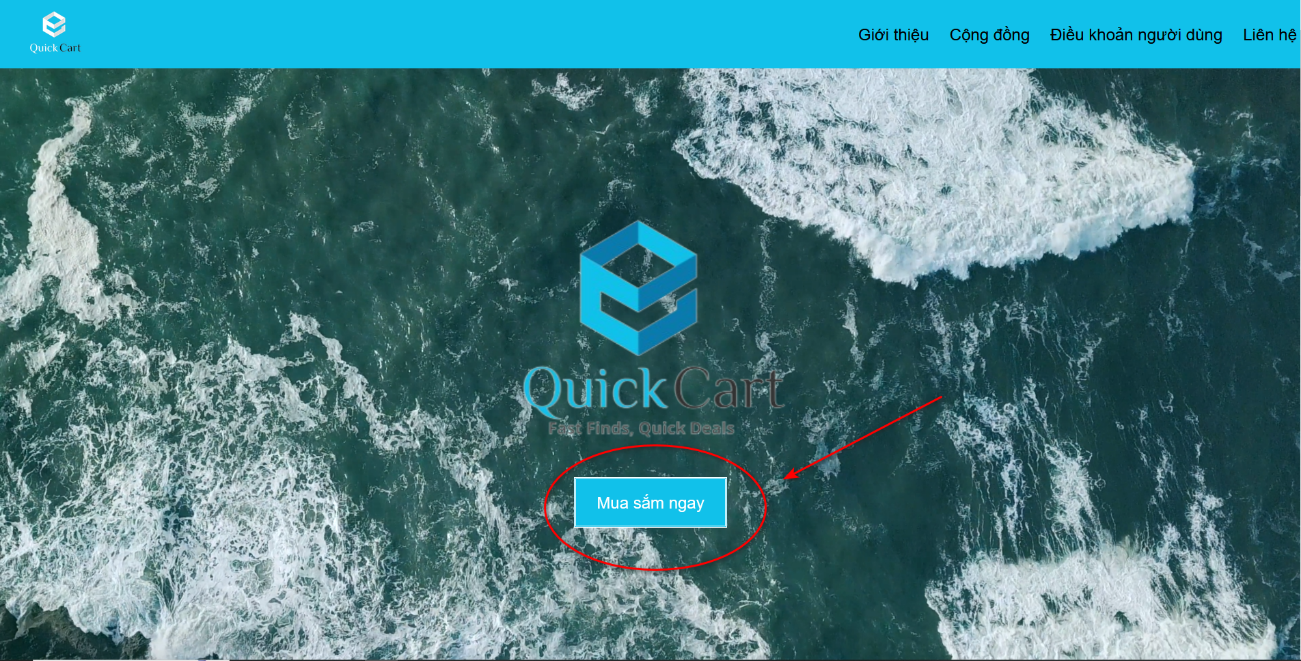 QuickCart
Giới thiệu Cộng đồng Điều khoản người dùng Liên hệ
QuickCart
Fast Finds, Quick Deals
Mua sắm ngay